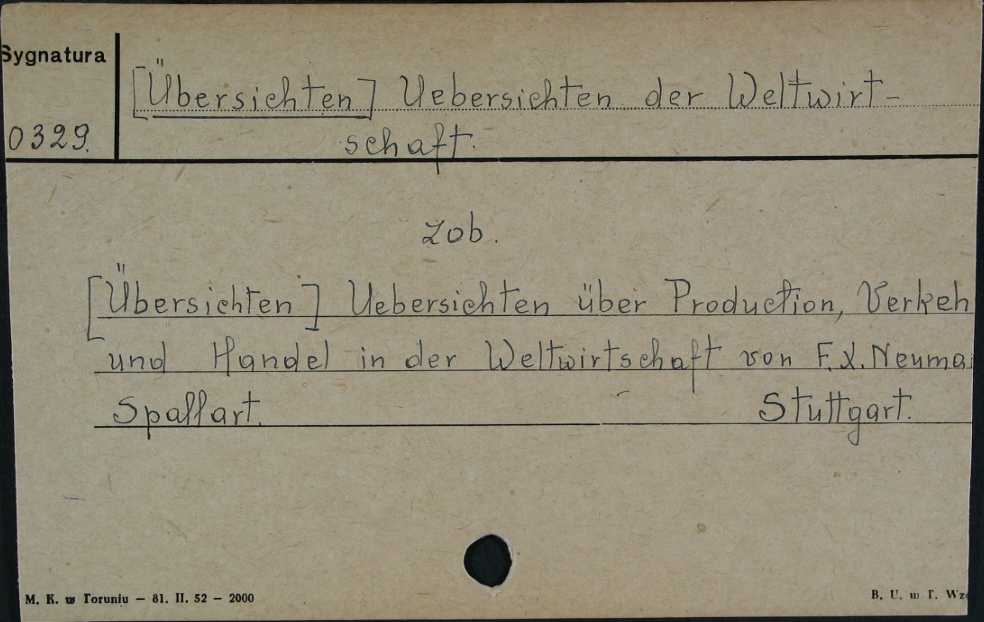 Sygnatura
0329.
[Übersichten] Uebersichten der Weltwirt-
schaft.
zob.
[Übersichten] Uebersichten über Production, Verkeh
und Handel in der Weltwirtschaft von F. X. Neuma
Spallart. Stuttgart.
M. K. w Toruniu — 81. II. 52 — 2000
B. U. w T. Wzó